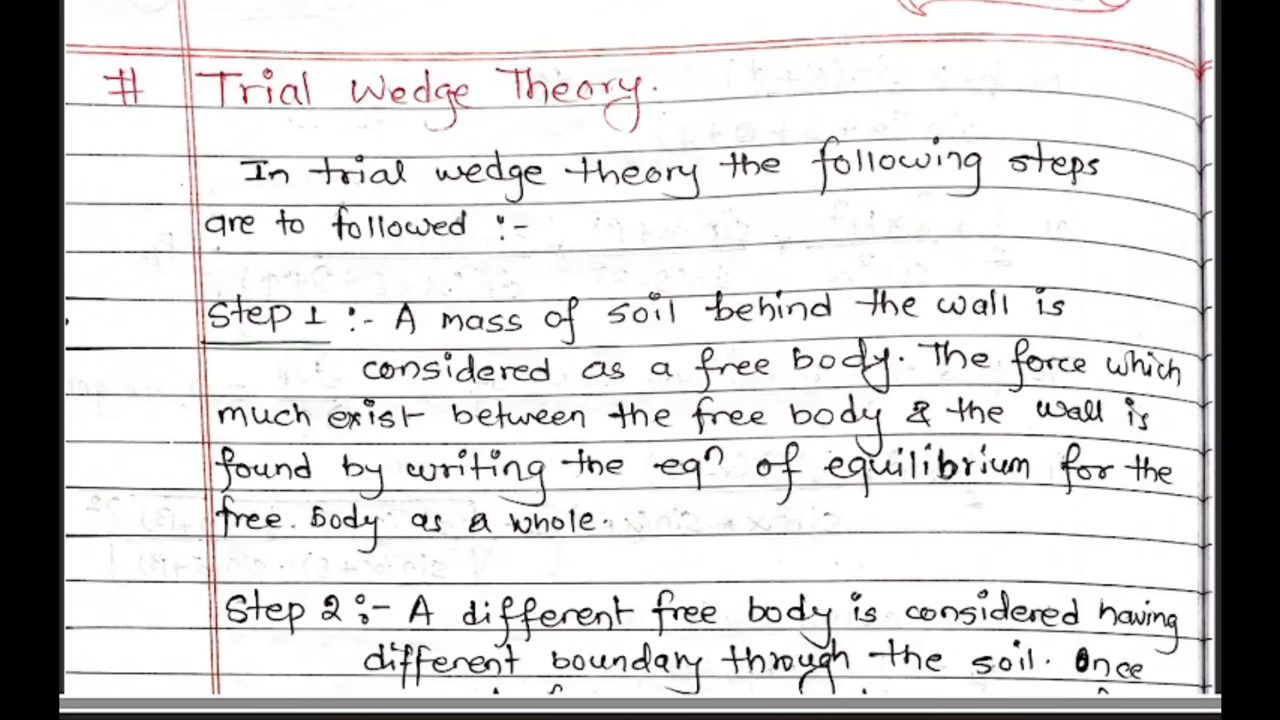 # Trial Wedge Theory.
In trial wedge theory the following steps
are to followed :-
Step 1 :- A mass of soil behind the wall is
considered as a free body. The force which
much exist between the free body & the wall is
found by writing the eqn of equilibrium for the
free. body as a whole.
Step 2 :- A different free body is considered having
different boundary through the soil. Once